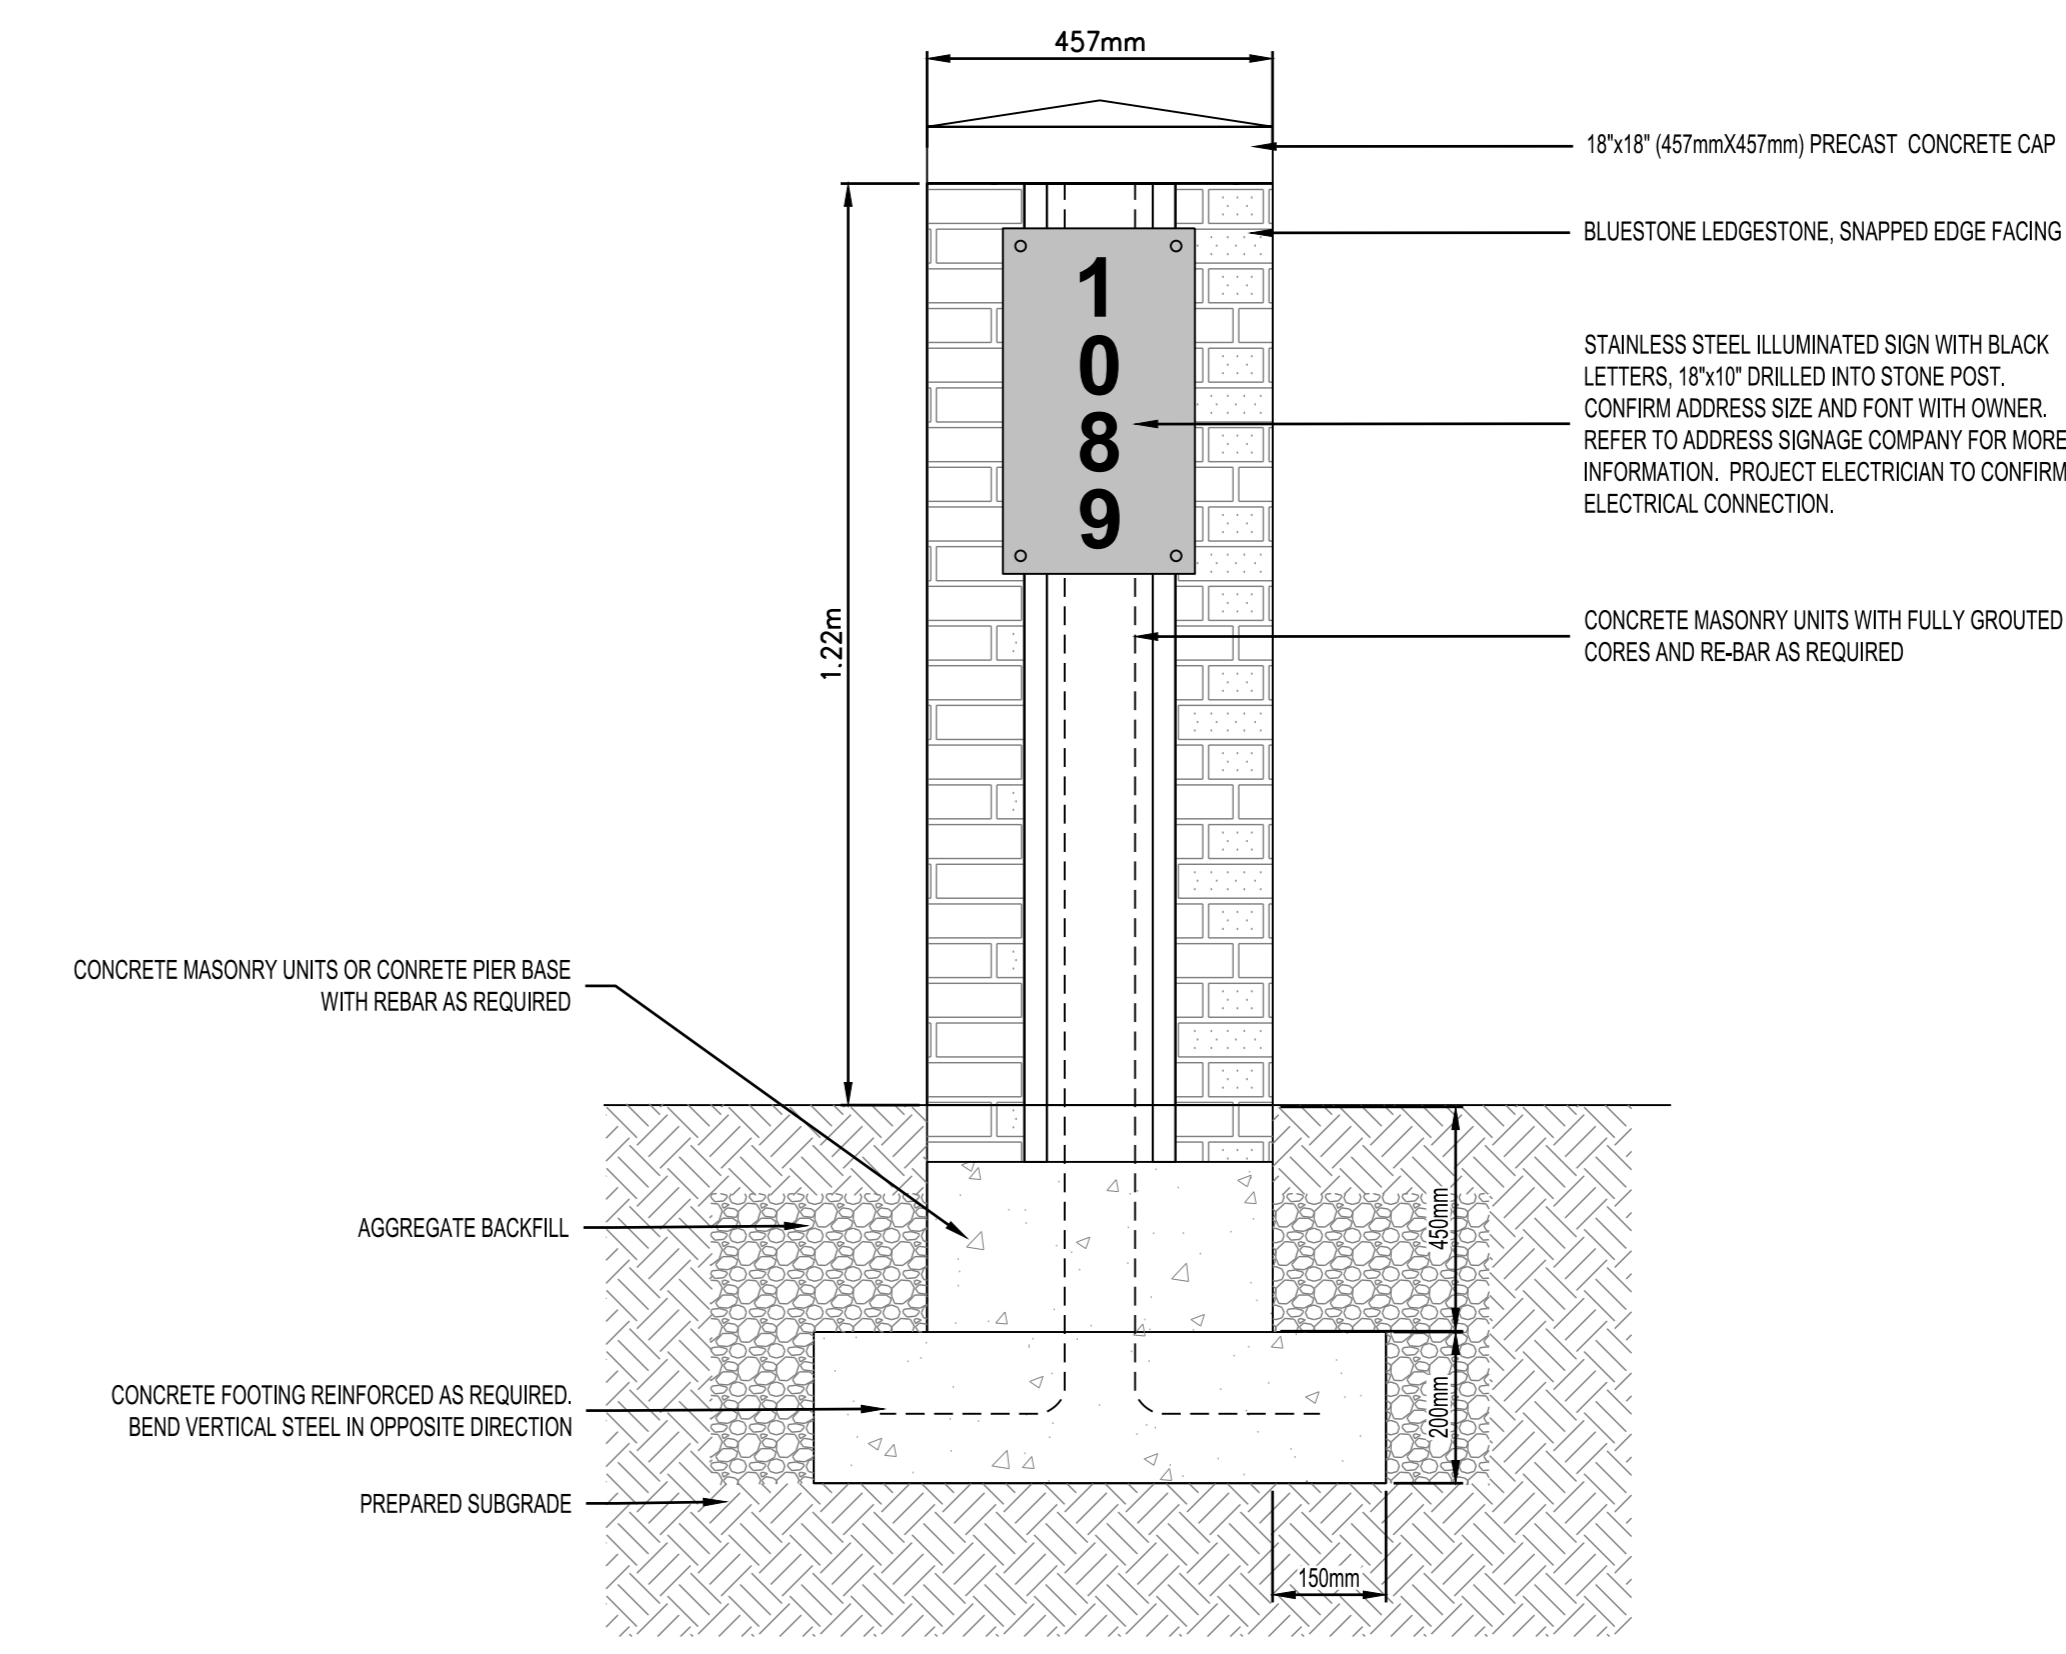 457mm
18"x18" (457mmX457mm) PRECAST CONCRETE CAP
BLUESTONE LEDGESTONE, SNAPPED EDGE FACING
1
0
8
9
STAINLESS STEEL ILLUMINATED SIGN WITH BLACK
LETTERS, 18"x10" DRILLED INTO STONE POST.
CONFIRM ADDRESS SIZE AND FONT WITH OWNER.
REFER TO ADDRESS SIGNAGE COMPANY FOR MORE
INFORMATION. PROJECT ELECTRICIAN TO CONFIRM
ELECTRICAL CONNECTION.
1.22m
CONCRETE MASONRY UNITS WITH FULLY GROUTED
CORES AND RE-BAR AS REQUIRED
CONCRETE MASONRY UNITS OR CONRETE PIER BASE
WITH REBAR AS REQUIRED
AGGREGATE BACKFILL
450mm
CONCRETE FOOTING REINFORCED AS REQUIRED.
BEND VERTICAL STEEL IN OPPOSITE DIRECTION
200mm
PREPARED SUBGRADE
150mm